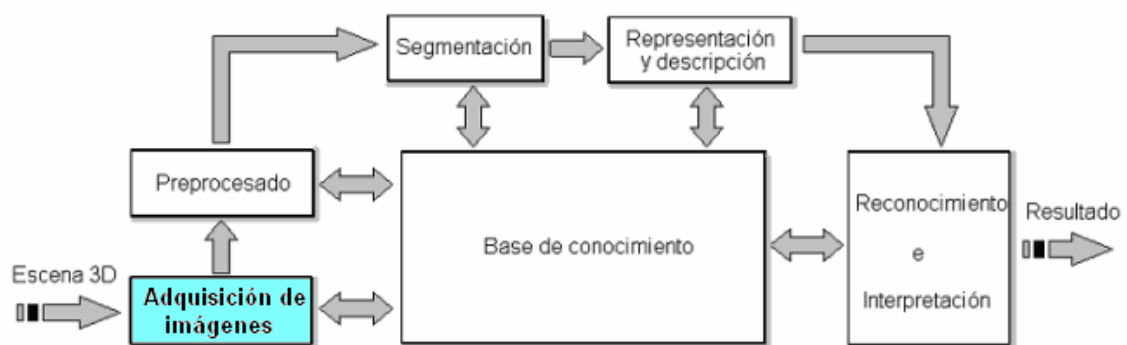 Segmentación
Representación
y descripción
Preprocesado
Base de conocimiento
Reconocimiento
e
Interpretación
Resultado
Escena 3D
Adquisición de
imágenes